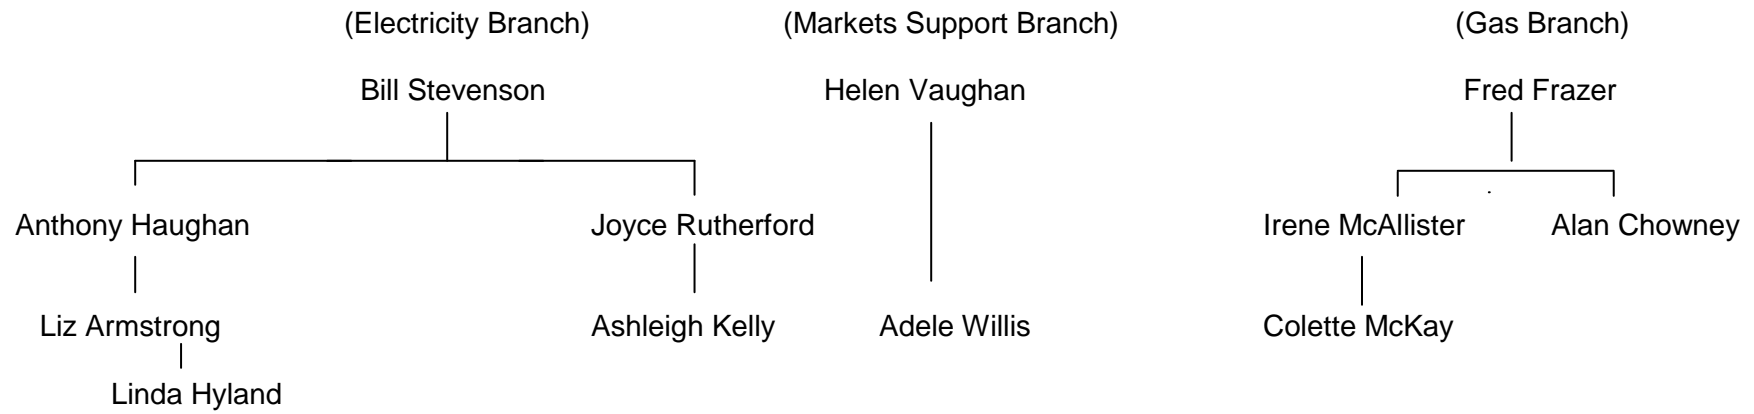 (Electricity Branch) (Markets Support Branch) (Gas Branch)
Bill Stevenson Helen Vaughan Fred Frazer
Anthony Haughan Joyce Rutherford Irene McAllister Alan Chowney
Liz Armstrong Ashleigh Kelly Adele Willis Colette McKay
Linda Hyland